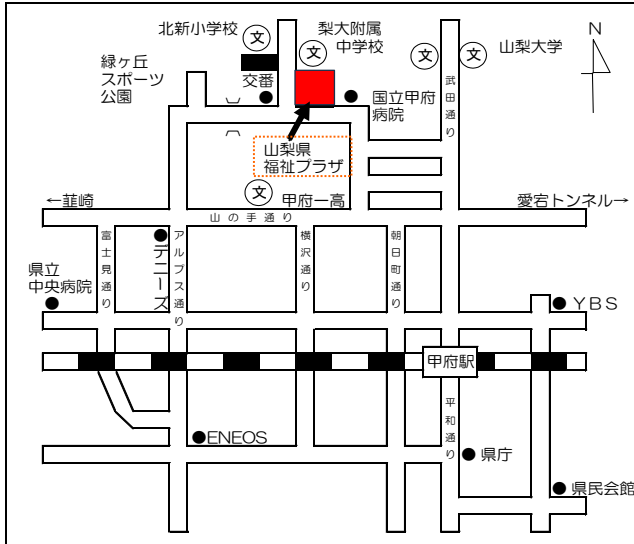 北新小学校
文
梨大附属
中学校
文
文
文
山梨大学
N
緑ヶ丘
スポーツ
公園
交番
国立甲府
病院
武田通り
山梨県
福祉プラザ
文
甲府一高
←韮崎
愛宕トンネル→
山の手通り
富士見通り
デニーズ
アルプス通り
横沢通り
朝日町通り
県立
中央病院
YBS
甲府駅
平和通り
ENEOS
県庁
県民会館